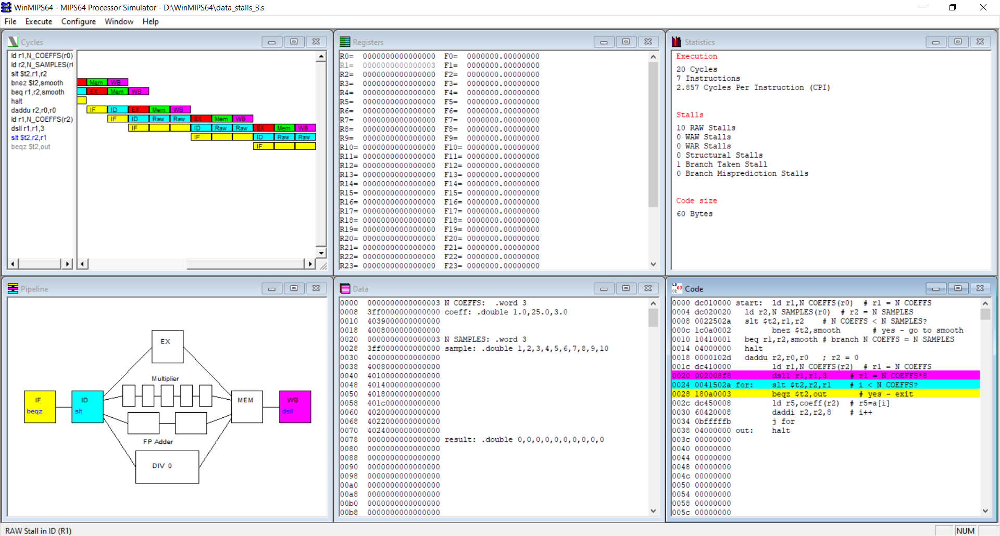 WinMIPS64 - MIPS64 Processor Simulator - D:\WinMIPS64\data_stalls_3.s
File Execute Configure Window Help
Cycles
ld r1,N_COEFFS(r0)
ld r2,N_SAMPLES(r
slt $t2,r1,r2
bnez $t2,smooth
beq r1,r2,smooth
halt
daddu r2,r0,r0
ld r1,N_COEFFS(r2)
dsll r1,r1,3
slt $t2,r2,r1
beqz $t2,out
Mem WB
EX Mem WB
IF ID EX Mem WB
IF ID Raw Raw EX Mem WB
IF ID Raw Raw EX Mem WB
IF ID Raw Raw
IF
Registers
R0= 0000000000000000 F0= 0000000.00000000
R1= 0000000000000003 F1= 0000000.00000000
R2= 0000000000000000 F2= 0000000.00000000
R3= 0000000000000000 F3= 0000000.00000000
R4= 0000000000000000 F4= 0000000.00000000
R5= 0000000000000000 F5= 0000000.00000000
R6= 0000000000000000 F6= 0000000.00000000
R7= 0000000000000000 F7= 0000000.00000000
R8= 0000000000000000 F8= 0000000.00000000
R9= 0000000000000000 F9= 0000000.00000000
R10= 0000000000000000 F10= 0000000.00000000
R11= 0000000000000000 F11= 0000000.00000000
R12= 0000000000000000 F12= 0000000.00000000
R13= 0000000000000000 F13= 0000000.00000000
R14= 0000000000000000 F14= 0000000.00000000
R15= 0000000000000000 F15= 0000000.00000000
R16= 0000000000000000 F16= 0000000.00000000
R17= 0000000000000000 F17= 0000000.00000000
R18= 0000000000000000 F18= 0000000.00000000
R19= 0000000000000000 F19= 0000000.00000000
R20= 0000000000000000 F20= 0000000.00000000
R21= 0000000000000000 F21= 0000000.00000000
R22= 0000000000000000 F22= 0000000.00000000
R23= 0000000000000000 F23= 0000000.00000000
Statistics
Execution
20 Cycles
7 Instructions
2.857 Cycles Per Instruction (CPI)
Stalls
10 RAW Stalls
0 WAW Stalls
0 WAR Stalls
0 Structural Stalls
1 Branch Taken Stall
0 Branch Misprediction Stalls
Code size
60 Bytes
Pipeline
EX
Multiplier
IF
beqz
ID
slt
MEM
WB
dsll
FP Adder
DIV 0
Data
0000 0000000000000003 N COEFFS: .word 3
0008 3ff0000000000000 coeff: .double 1.0,25.0,3.0
0010 4039000000000000
0018 4008000000000000
0020 0000000000000003 N SAMPLES: .word 3
0028 3ff0000000000000 sample: .double 1,2,3,4,5,6,7,8,9,10
0030 4000000000000000
0038 4008000000000000
0040 4010000000000000
0048 4014000000000000
0050 4018000000000000
0058 401c000000000000
0060 4020000000000000
0068 4022000000000000
0070 4024000000000000
0078 0000000000000000 result: .double 0,0,0,0,0,0,0,0,0,0
0080 0000000000000000
0088 0000000000000000
0090 0000000000000000
0098 0000000000000000
00a0 0000000000000000
00a8 0000000000000000
00b0 0000000000000000
00b8 0000000000000000
Code
0000 dc010000 start: ld r1,N COEFFS(r0) # r1 = N COEFFS
0004 dc020020 ld r2,N SAMPLES(r0) # r2 = N SAMPLES
0008 0022502a slt $t2,r1,r2 # N COEFFS < N SAMPLES?
000c 1c0a0002 bnez $t2,smooth # yes - go to smooth
0010 10410001 beq r1,r2,smooth # branch N COEFFS = N SAMPLES
0014 04000000 halt
0018 0000102d daddu r2,r0,r0 ; r2 = 0
001c dc410000 ld r1,N COEFFS(r2) # r1 = N COEFFS
0020 002008f8 dsll r1,r1,3 # r1 = N COEFFS*8
0024 0041502a for: slt $t2,r2,r1 # i < N COEFFS?
0028 180a0003 beqz $t2,out # yes - exit
002c dc450008 ld r5,coeff(r2) # r5=a[i]
0030 60420008 daddi r2,r2,8 # i++
0034 0bfffffb j for
0038 04000000 out: halt
003c 00000000
0040 00000000
0044 00000000
0048 00000000
004c 00000000
0050 00000000
0054 00000000
0058 00000000
005c 00000000
RAW Stall in ID (R1)
NUM